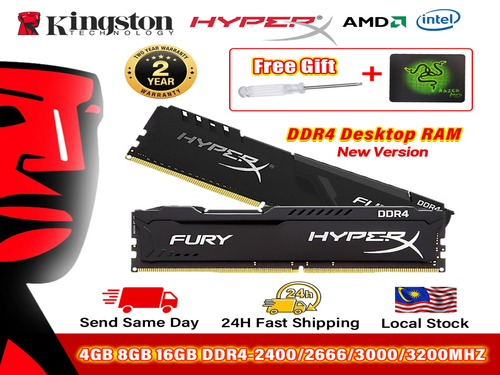 Kingston
TECHNOLOGY
HYPERX
AMD
intel
TWO YEAR WARRANTY
2
YEAR
WARRANTY
Free Gift
+
RAZER
DDR4 Desktop RAM
New Version
HYPERX
FURY
DDR4
DDR4
FURY
HYPERX
24h
Send Same Day
24H Fast Shipping
Local Stock
4GB 8GB 16GB DDR4-2400/2666/3000/3200MHZ